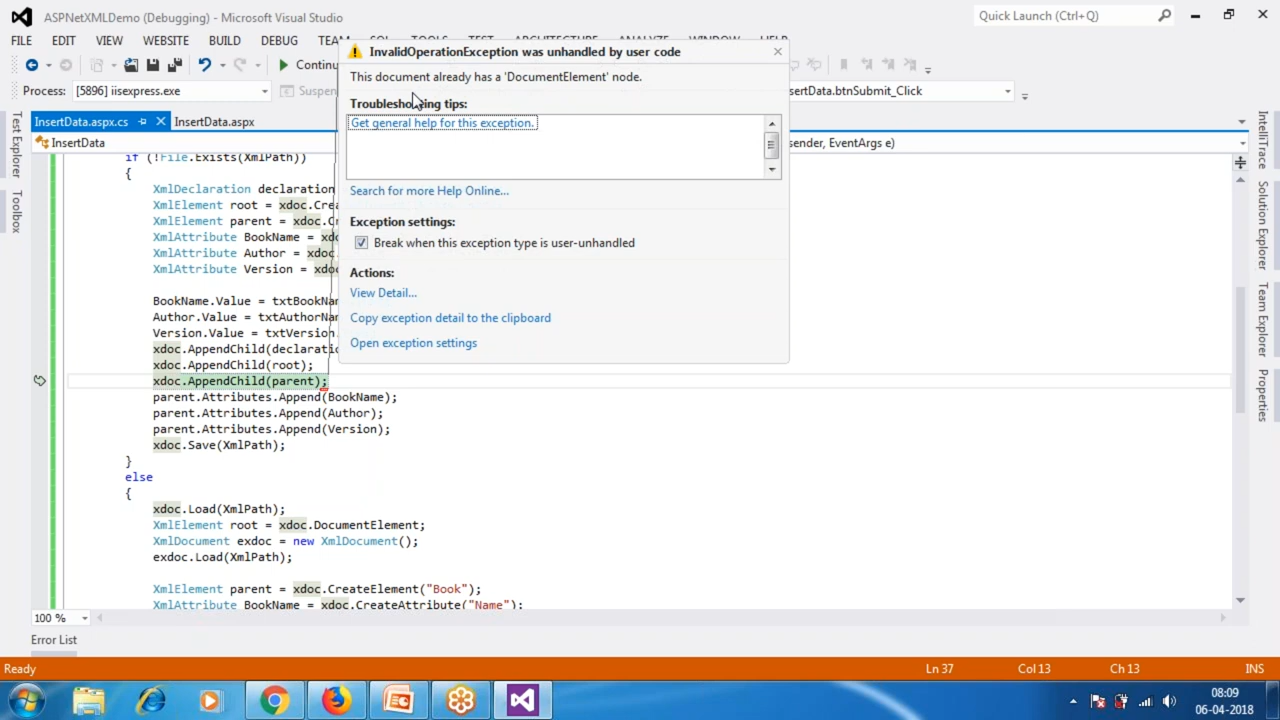 ASPNetXMLDemo (Debugging) - Microsoft Visual Studio
Quick Launch (Ctrl+Q)
FILE EDIT VIEW WEBSITE BUILD DEBUG
Process: [5896] iisexpress.exe
InsertData.aspx.cs InsertData.aspx
InsertData
InvalidOperationException was unhandled by user code
This document already has a 'DocumentElement' node.
Troubleshooting tips:
Get general help for this exception.
Search for more Help Online...
Exception settings:
Break when this exception type is user-unhandled
Actions:
View Detail...
Copy exception detail to the clipboard
Open exception settings
sender, EventArgs e)
if (!File.Exists(XmlPath))
{
XmlDeclaration declaration
XmlElement root = xdoc.Cre
XmlElement parent = xdoc.C
XmlAttribute BookName = xdo
XmlAttribute Author = xdoc.
XmlAttribute Version = xdo
BookName.Value = txtBookNa
Author.Value = txtAuthorNa
Version.Value = txtVersion
xdoc.AppendChild(declaratio
xdoc.AppendChild(root);
xdoc.AppendChild(parent);
parent.Attributes.Append(BookName);
parent.Attributes.Append(Author);
parent.Attributes.Append(Version);
xdoc.Save(XmlPath);
}
else
{
xdoc.Load(XmlPath);
XmlElement root = xdoc.DocumentElement;
XmlDocument exdoc = new XmlDocument();
exdoc.Load(XmlPath);
XmlElement parent = xdoc.CreateElement("Book");
XmlAttribute BookName = xdoc.CreateAttribute("Name");
Test Explorer
Toolbox
IntelliTrace
Solution Explorer
Team Explorer
Properties
100 %
Error List
Ready
Ln 37 Col 13 Ch 13 INS
08:09
06-04-2018